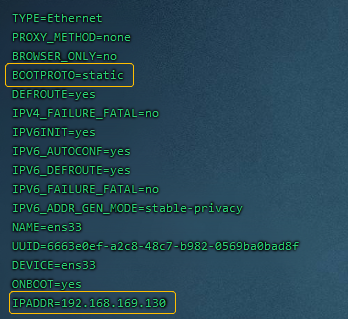 TYPE=Ethernet
PROXY_METHOD=none
BROWSER_ONLY=no
BOOTPROTO=static
DEFROUTE=yes
IPV4_FAILURE_FATAL=no
IPV6INIT=yes
IPV6_AUTOCONF=yes
IPV6_DEFROUTE=yes
IPV6_FAILURE_FATAL=no
IPV6_ADDR_GEN_MODE=stable-privacy
NAME=ens33
UUID=6663e0ef-a2c8-48c7-b982-0569ba0bad8f
DEVICE=ens33
ONBOOT=yes
IPADDR=192.168.169.130